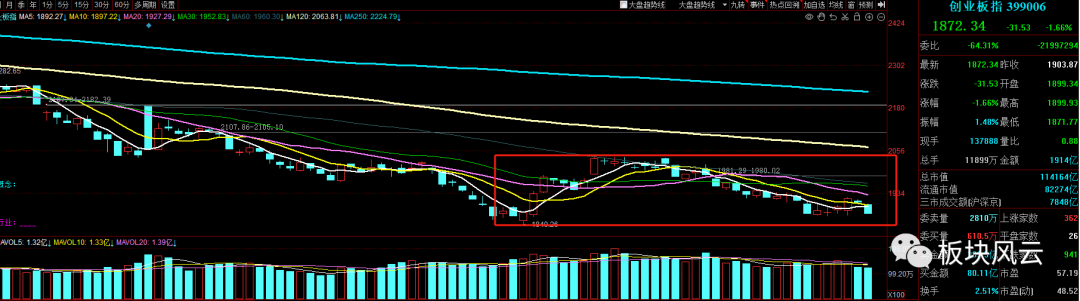 月 季 年 1分 5分 15分 30分 60分 多周期 设置 大盘趋势线 大盘趋势线 九转 事件 热点回溯 加自选 均线 窗 预测
业板指 MA5: 1892.27↓ MA10: 1897.22↓ MA20: 1927.29↓ MA30: 1952.83↓ MA60: 1960.30↓ MA120: 2063.81↓ MA250: 2224.79↓
282.65
2182.39
2107.86-2105.10
1981.99-1980.02
1840.26
概念:
行业:
AVOL5: 1.32亿↓ MAVOL10: 1.33亿↓ MAVOL20: 1.39亿↓
2424
2302
2180
2056
1934
99.20万
X100
创业板指 399006
1872.34 -31.53 -1.66%
委比 -64.31% -21997294
最新 1872.34 昨收 1903.87
涨跌 -31.53 开盘 1899.34
涨幅 -1.66% 最高 1899.93
振幅 1.48% 最低 1871.77
现手 137888 量比 0.88
总手 11899万 金额 1914亿
总市值 114164亿
流通市值 82274亿
三市成交额(沪深京) 7848亿
委卖量 2810万 上涨家数 362
委买量 610.5万 平盘家数 26
941
买金额 80.11亿 市盈 57.19
换手 2.51% 市盈(动) 48.52
板块风云